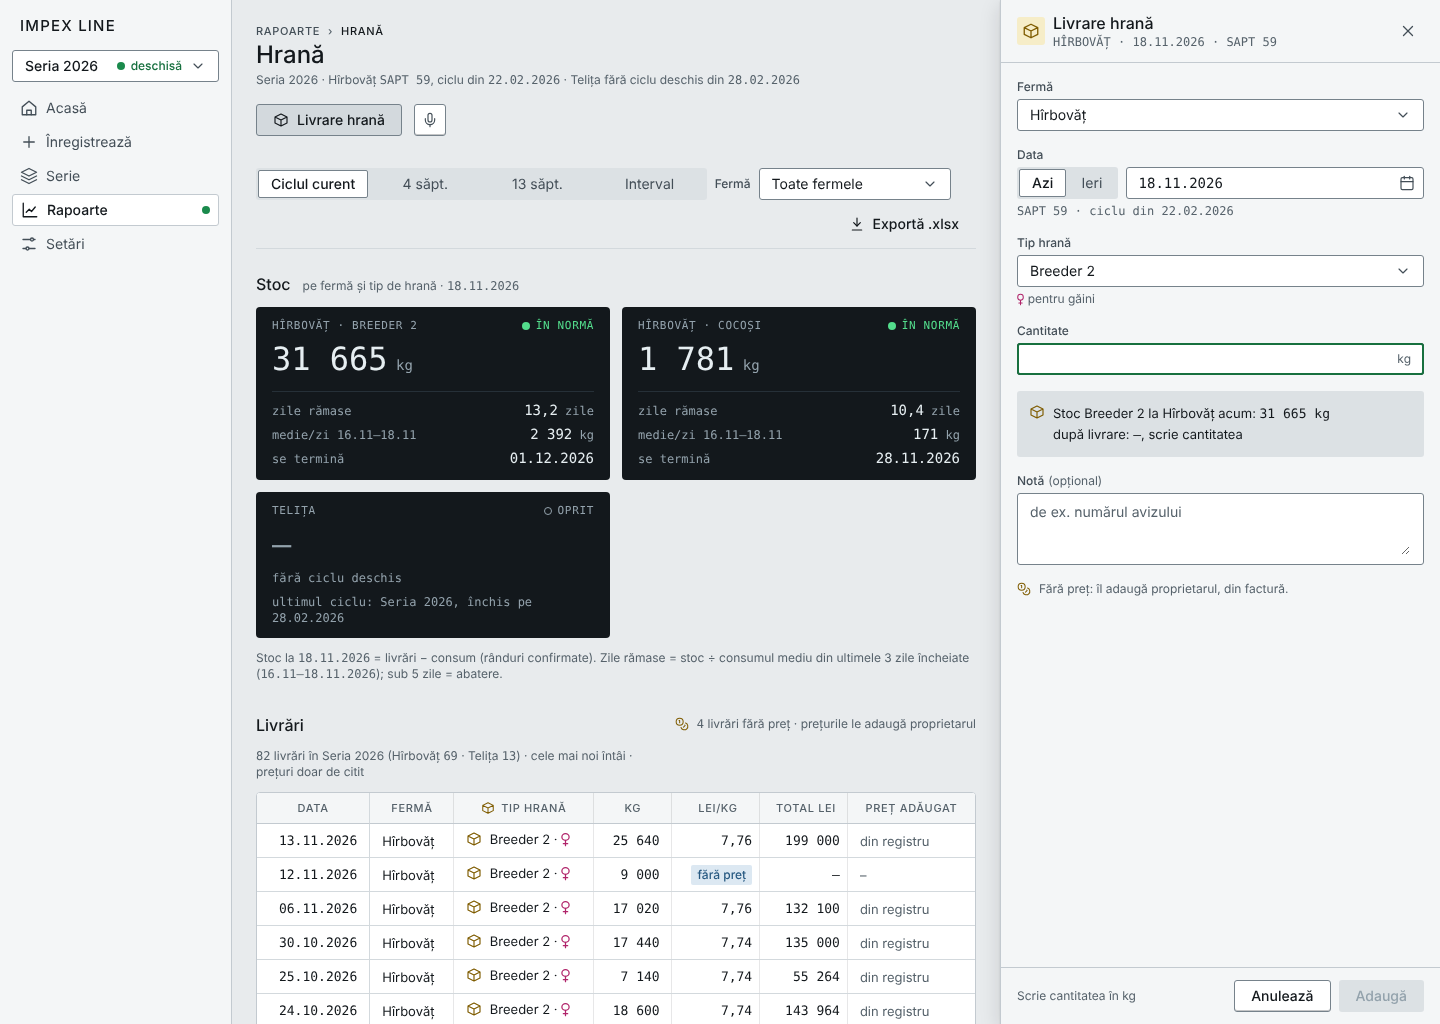 IMPEX LINE
Seria 2026 deschisă
Acasă
Înregistrează
Serie
Rapoarte
Setări
RAPOARTE › HRANĂ
Hrană
Seria 2026 · Hîrbovăț SAPT 59, ciclu din 22.02.2026 · Telița fără ciclu deschis din 28.02.2026
Livrare hrană
Ciclul curent 4 săpt. 13 săpt. Interval Fermă Toate fermele
Exportă .xlsx
Stoc pe fermă și tip de hrană · 18.11.2026
HÎRBOVĂȚ · BREEDER 2 ÎN NORMĂ
31 665 kg
zile rămase 13,2 zile
medie/zi 16.11–18.11 2 392 kg
se termină 01.12.2026
HÎRBOVĂȚ · COCOȘI ÎN NORMĂ
1 781 kg
zile rămase 10,4 zile
medie/zi 16.11–18.11 171 kg
se termină 28.11.2026
TELIȚA OPRIT
—
fără ciclu deschis
ultimul ciclu: Seria 2026, închis pe
28.02.2026
Stoc la 18.11.2026 = livrări − consum (rânduri confirmate). Zile rămase = stoc ÷ consumul mediu din ultimele 3 zile încheiate
(16.11–18.11.2026); sub 5 zile = abatere.
Livrări
4 livrări fără preț · prețurile le adaugă proprietarul
82 livrări în Seria 2026 (Hîrbovăț 69 · Telița 13) · cele mai noi întâi ·
prețuri doar de citit
DATA FERMĂ TIP HRANĂ KG LEI/KG TOTAL LEI PREȚ ADĂUGAT
13.11.2026 Hîrbovăț Breeder 2 · ♀ 25 640 7,76 199 000 din registru
12.11.2026 Hîrbovăț Breeder 2 · ♀ 9 000 fără preț – –
06.11.2026 Hîrbovăț Breeder 2 · ♀ 17 020 7,76 132 100 din registru
30.10.2026 Hîrbovăț Breeder 2 · ♀ 17 440 7,74 135 000 din registru
25.10.2026 Hîrbovăț Breeder 2 · ♀ 7 140 7,74 55 264 din registru
24.10.2026 Hîrbovăț Breeder 2 · ♀ 18 600 7,74 143 964 din registru
Livrare hrană
HÎRBOVĂȚ · 18.11.2026 · SAPT 59
Fermă
Hîrbovăț
Data
Azi Ieri 18.11.2026
SAPT 59 · ciclu din 22.02.2026
Tip hrană
Breeder 2
♀ pentru găini
Cantitate
kg
Stoc Breeder 2 la Hîrbovăț acum: 31 665 kg
după livrare: –, scrie cantitatea
Notă (opțional)
de ex. numărul avizului
Fără preț: îl adaugă proprietarul, din factură.
Scrie cantitatea în kg Anulează Adaugă